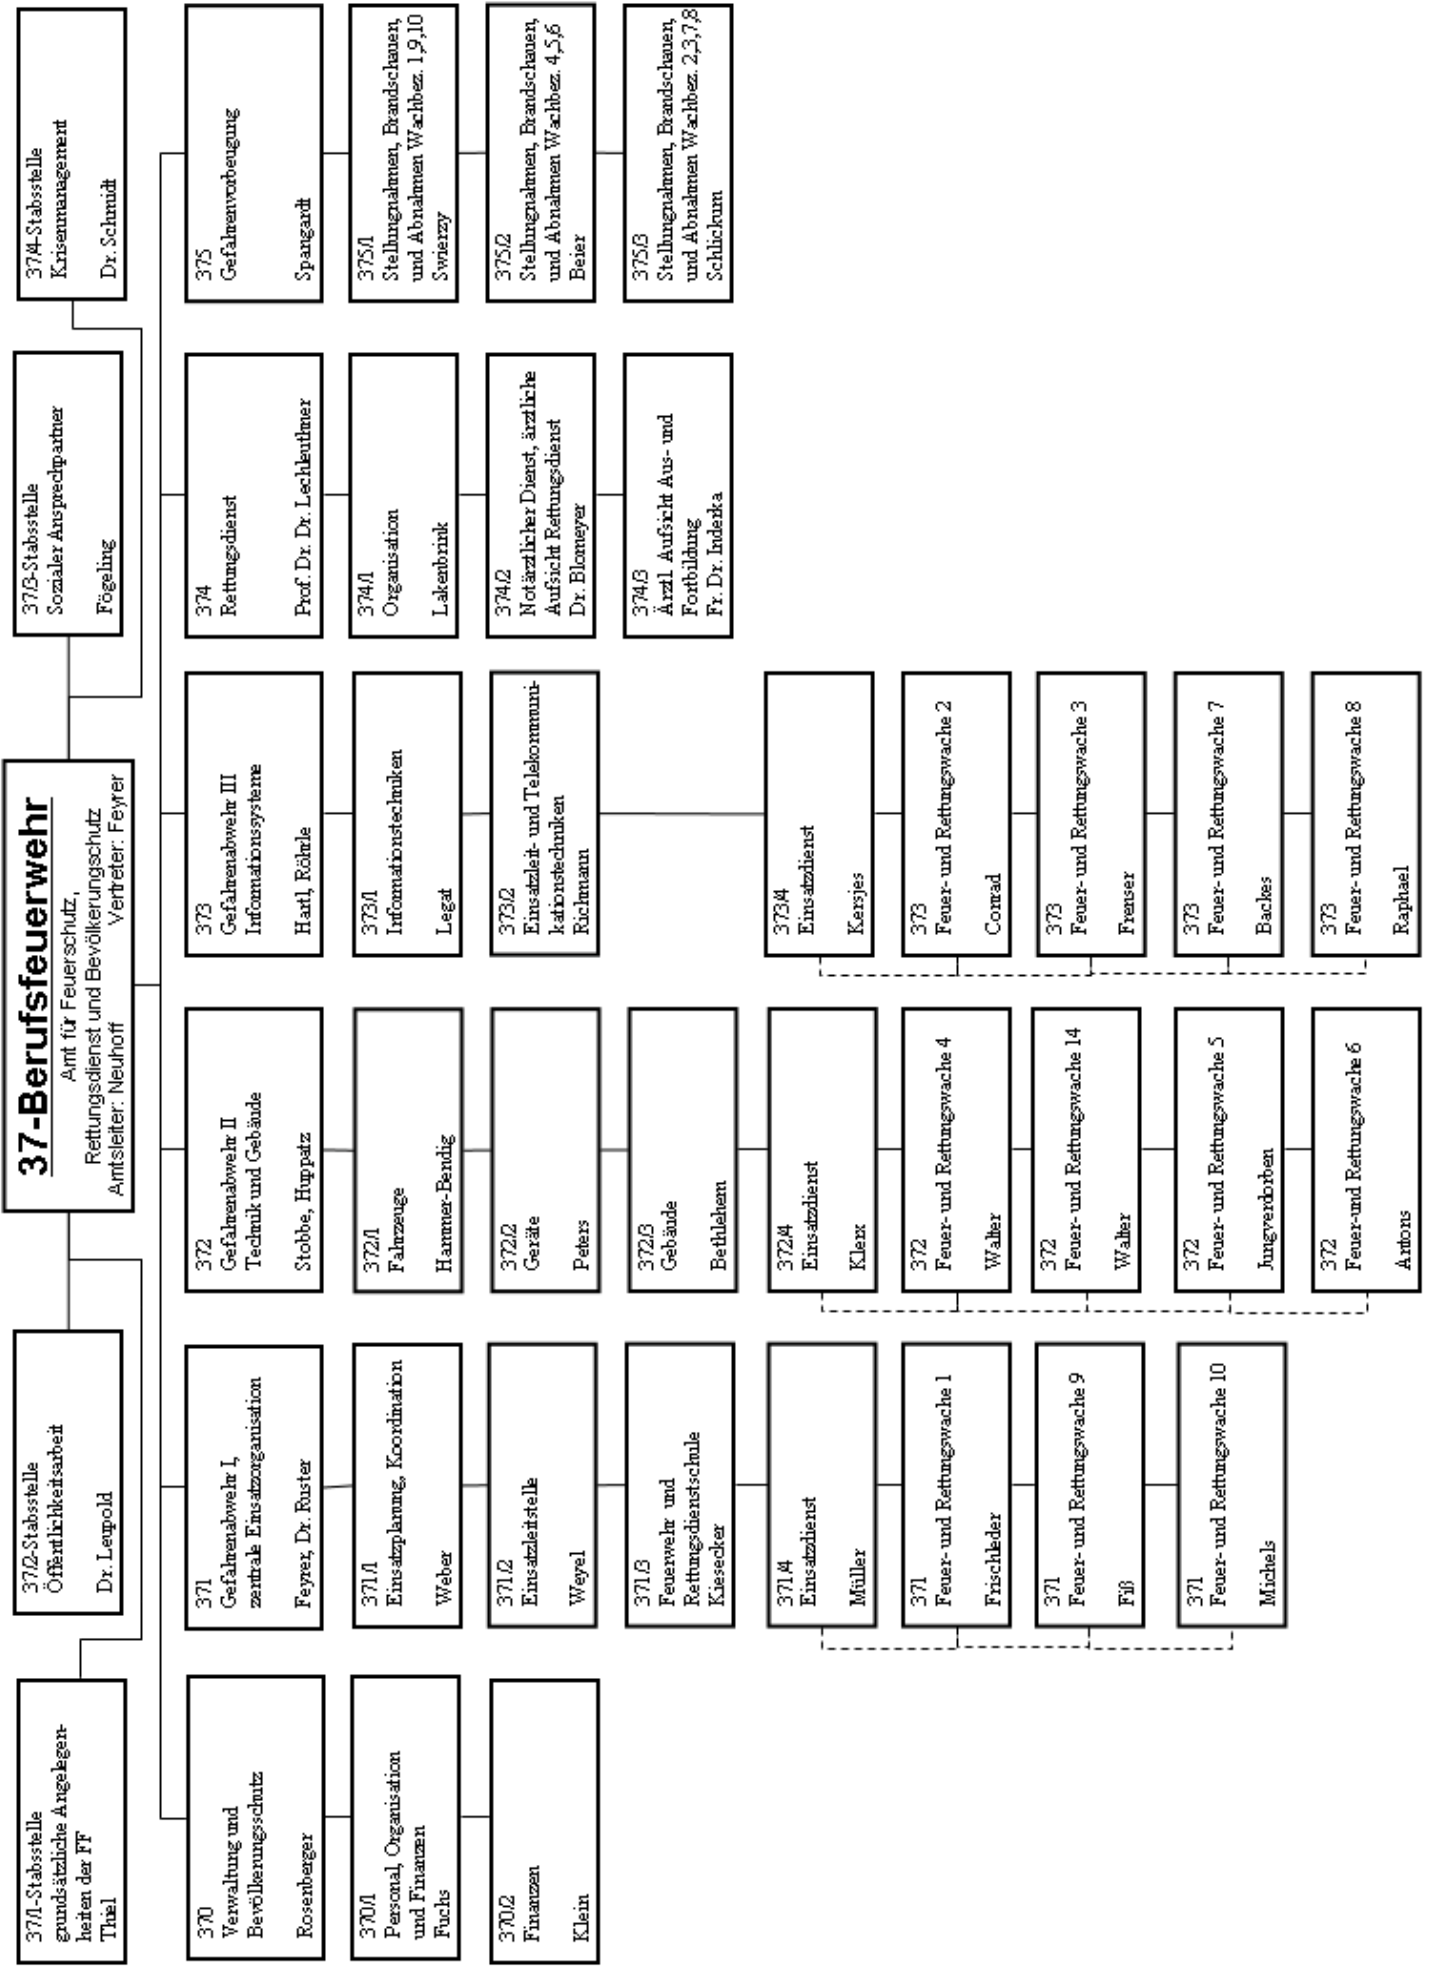 37-Berufsfeuerwehr
Amt für Feuerschutz,
Rettungsdienst und Bevölkerungschutz
Amtsleiter: Neuhoff Vertreter: Feyrer
37/1-Stabsstelle
grundsätzliche Angelegen-
heiten der FF
Thiel
37/2-Stabsstelle
Öffentlichkeitsarbeit
Dr. Leupold
37/3-Stabsstelle
Sozialer Ansprechpartner
Fögeling
37/4-Stabsstelle
Krisenmanagement
Dr. Schmidt
370
Verwaltung und
Bevölkerungsschutz
Rosenberger
370/1
Personal, Organisation
und Finanzen
Fuchs
370/2
Finanzen
Klein
371
Gefahrenabwehr I,
zentrale Einsatzorganisation
Feyrer, Dr. Ruster
371/1
Einsatzplanung, Koordination
Weber
371/2
Einsatzleitstelle
Weyel
371/3
Feuerwehr und
Rettungsdienstschule
Kiesecker
371/4
Einsatzdienst
Müller
371
Feuer- und Rettungswache 1
Frischleder
371
Feuer- und Rettungswache 9
Fiß
371
Feuer- und Rettungswache 10
Michels
372
Gefahrenabwehr II
Technik und Gebäude
Stobbe, Huppatz
372/1
Fahrzeuge
Hammer-Bendig
372/2
Geräte
Peters
372/3
Gebäude
Bethlehem
372/4
Einsatzdienst
Klerx
372
Feuer- und Rettungswache 4
Walter
372
Feuer- und Rettungswache 14
Walter
372
Feuer- und Rettungswache 5
Jungverdorben
372
Feuer-und Rettungswache 6
Antons
373
Gefahrenabwehr III
Informationssysteme
Hartl, Röhrle
373/1
Informationstechniken
Legat
373/2
Einsatzleit- und Telekommuni-
kationstechniken
Richmann
373/4
Einsatzdienst
Kersjes
373
Feuer- und Rettungswache 2
Conrad
373
Feuer- und Rettungswache 3
Frenser
373
Feuer- und Rettungswache 7
Backes
373
Feuer- und Rettungswache 8
Raphael
374
Rettungsdienst
Prof. Dr. Dr. Lechleuthner
374/1
Organisation
Lakenbrink
374/2
Notärztlicher Dienst, ärztliche
Aufsicht Rettungsdienst
Dr. Blomeyer
374/3
Ärztl. Aufsicht Aus- und
Fortbildung
Fr. Dr. Inderka
375
Gefahrenvorbeugung
Spangardt
375/1
Stellungnahmen, Brandschauen,
und Abnahmen Wachbez. 1,9,10
Swierzy
375/2
Stellungnahmen, Brandschauen,
und Abnahmen Wachbez. 4,5,6
Beier
375/3
Stellungnahmen, Brandschauen,
und Abnahmen Wachbez. 2,3,7,8
Schlickum